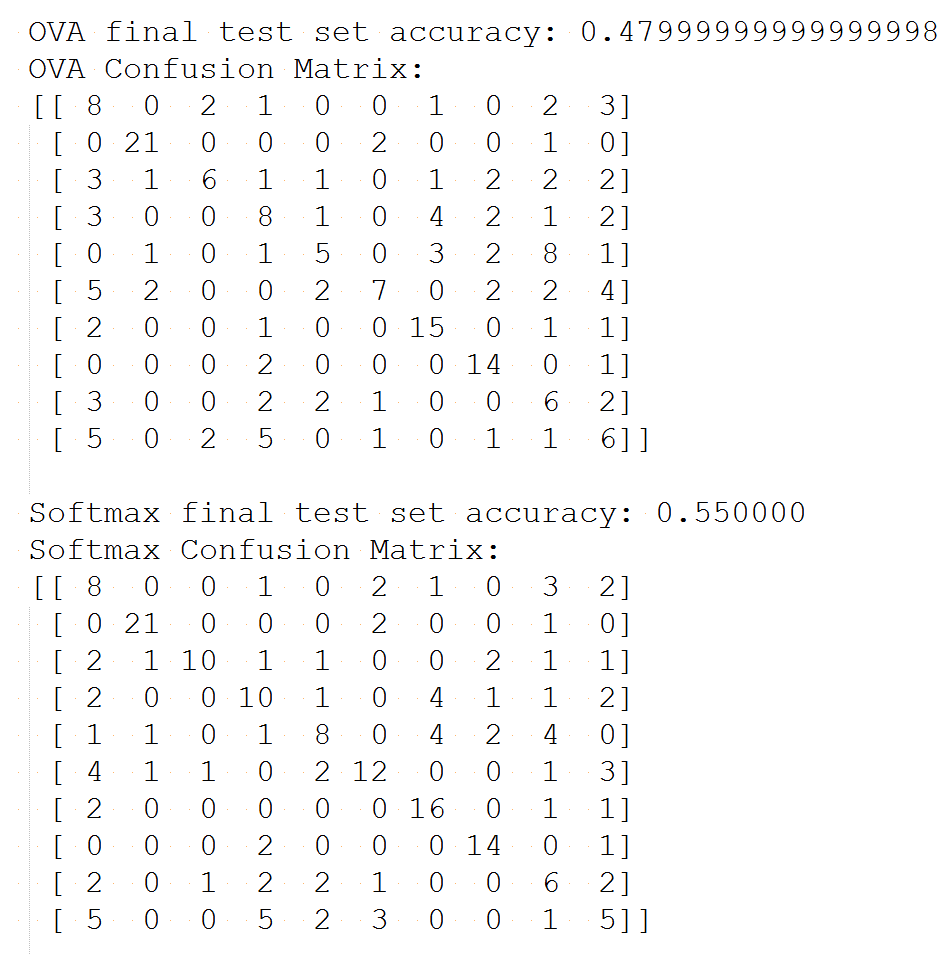 OVA final test set accuracy: 0.47999999999999998
OVA Confusion Matrix:
[[ 8  0  2  1  0  0  1  0  2  3]
 [ 0 21  0  0  0  2  0  0  1  0]
 [ 3  1  6  1  1  0  1  2  2  2]
 [ 3  0  0  8  1  0  4  2  1  2]
 [ 0  1  0  1  5  0  3  2  8  1]
 [ 5  2  0  0  2  7  0  2  2  4]
 [ 2  0  0  1  0  0 15  0  1  1]
 [ 0  0  0  2  0  0  0 14  0  1]
 [ 3  0  0  2  2  1  0  0  6  2]
 [ 5  0  2  5  0  1  0  1  1  6]]
Softmax final test set accuracy: 0.550000
Softmax Confusion Matrix:
[[ 8  0  0  1  0  2  1  0  3  2]
 [ 0 21  0  0  0  2  0  0  1  0]
 [ 2  1 10  1  1  0  0  2  1  1]
 [ 2  0  0 10  1  0  4  1  1  2]
 [ 1  1  0  1  8  0  4  2  4  0]
 [ 4  1  1  0  2 12  0  0  1  3]
 [ 2  0  0  0  0  0 16  0  1  1]
 [ 0  0  0  2  0  0  0 14  0  1]
 [ 2  0  1  2  2  1  0  0  6  2]
 [ 5  0  0  5  2  3  0  0  1  5]]